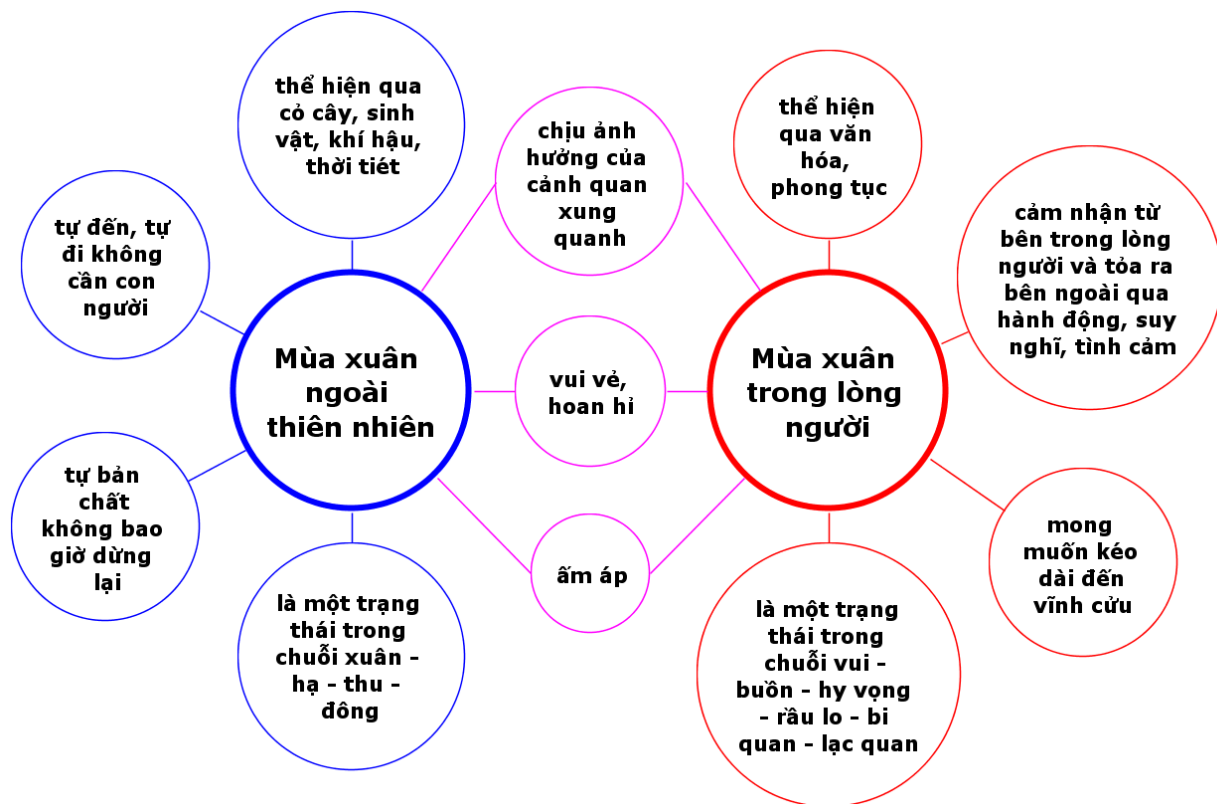 thể hiện qua
cỏ cây, sinh
vật, khí hậu,
thời tiét
chịu ảnh
hưởng của
cảnh quan
xung
quanh
thể hiện
qua văn
hóa,
phong tục
tự đến, tự
đi không
cần con
người
cảm nhận từ
bên trong lòng
người và tỏa ra
bên ngoài qua
hành động, suy
nghĩ, tình cảm
Mùa xuân
ngoài
thiên nhiên
vui vẻ,
hoan hỉ
Mùa xuân
trong lòng
người
tự bản
chất
không bao
giờ dừng
lại
ấm áp
mong
muốn kéo
dài đến
vĩnh cửu
là một trạng
thái trong
chuỗi xuân –
hạ – thu –
đông
là một trạng
thái trong
chuỗi vui –
buồn – hy vọng
– rầu lo – bi
quan – lạc quan